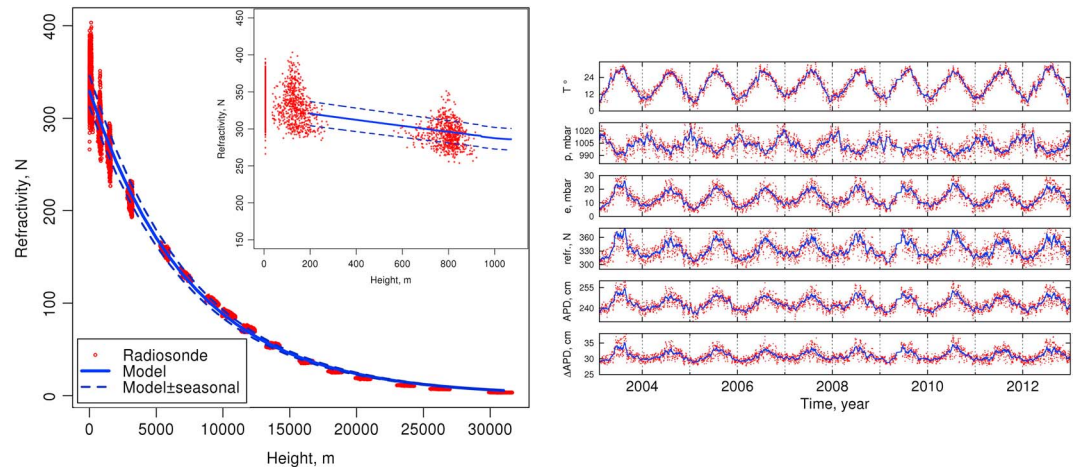 Refractivity, N
400
300
200
100
0
0 5000 10000 15000 20000 25000 30000
Height, m
Radiosonde
Model
Model±seasonal
Refractivity, N
450
400
350
300
250
200
150
0 200 400 600 800 1000
Height, m
T°
24
12
p, mbar
1020
1005
990
e, mbar
30
20
10
0
refr., N
360
330
300
APD, cm
255
240
ΔAPD, cm
35
30
25
2004 2006 2008 2010 2012
Time, year